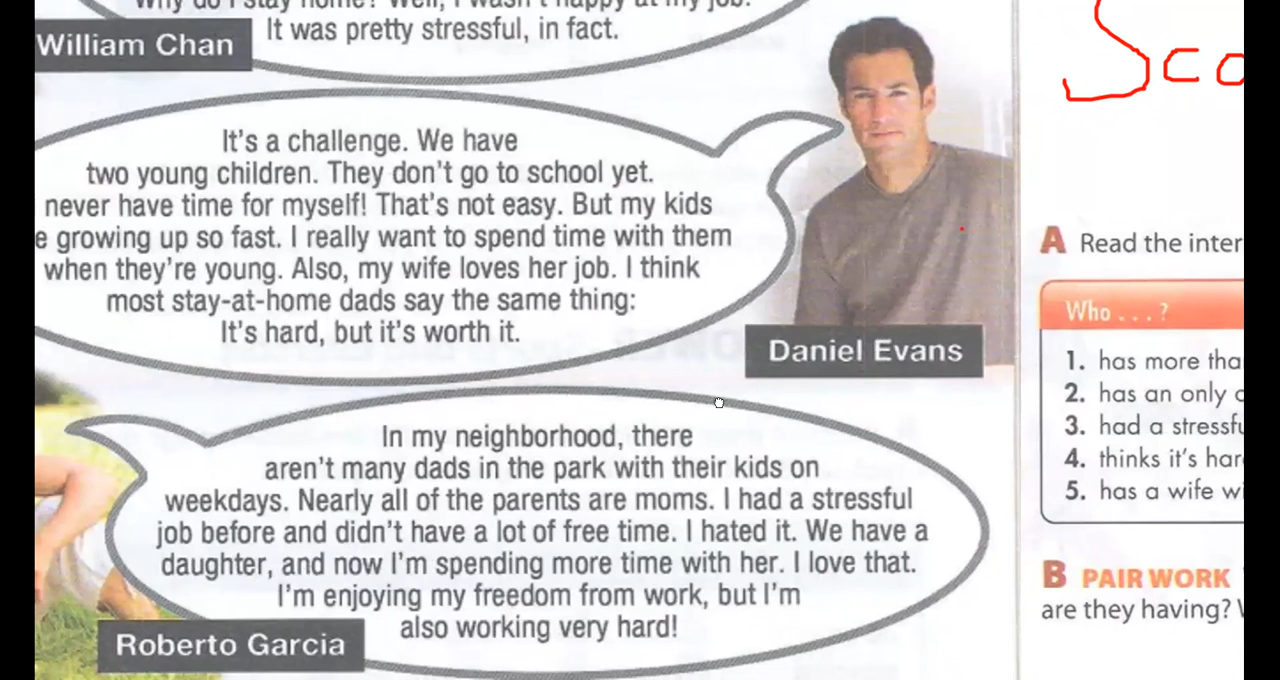 It was pretty stressful, in fact.
William Chan
It's a challenge. We have
two young children. They don't go to school yet.
never have time for myself! That's not easy. But my kids
growing up so fast. I really want to spend time with them
when they're young. Also, my wife loves her job. I think
most stay-at-home dads say the same thing:
It's hard, but it's worth it.
Daniel Evans
In my neighborhood, there
aren't many dads in the park with their kids on
weekdays. Nearly all of the parents are moms. I had a stressful
job before and didn't have a lot of free time. I hated it. We have a
daughter, and now I'm spending more time with her. I love that.
I'm enjoying my freedom from work, but I'm
also working very hard!
Roberto Garcia
A Read the
Who . . . ?
1. has more
2. has an only
3. had a
4. thinks it's
5. has a wife
B PAIR WORK
are they having?